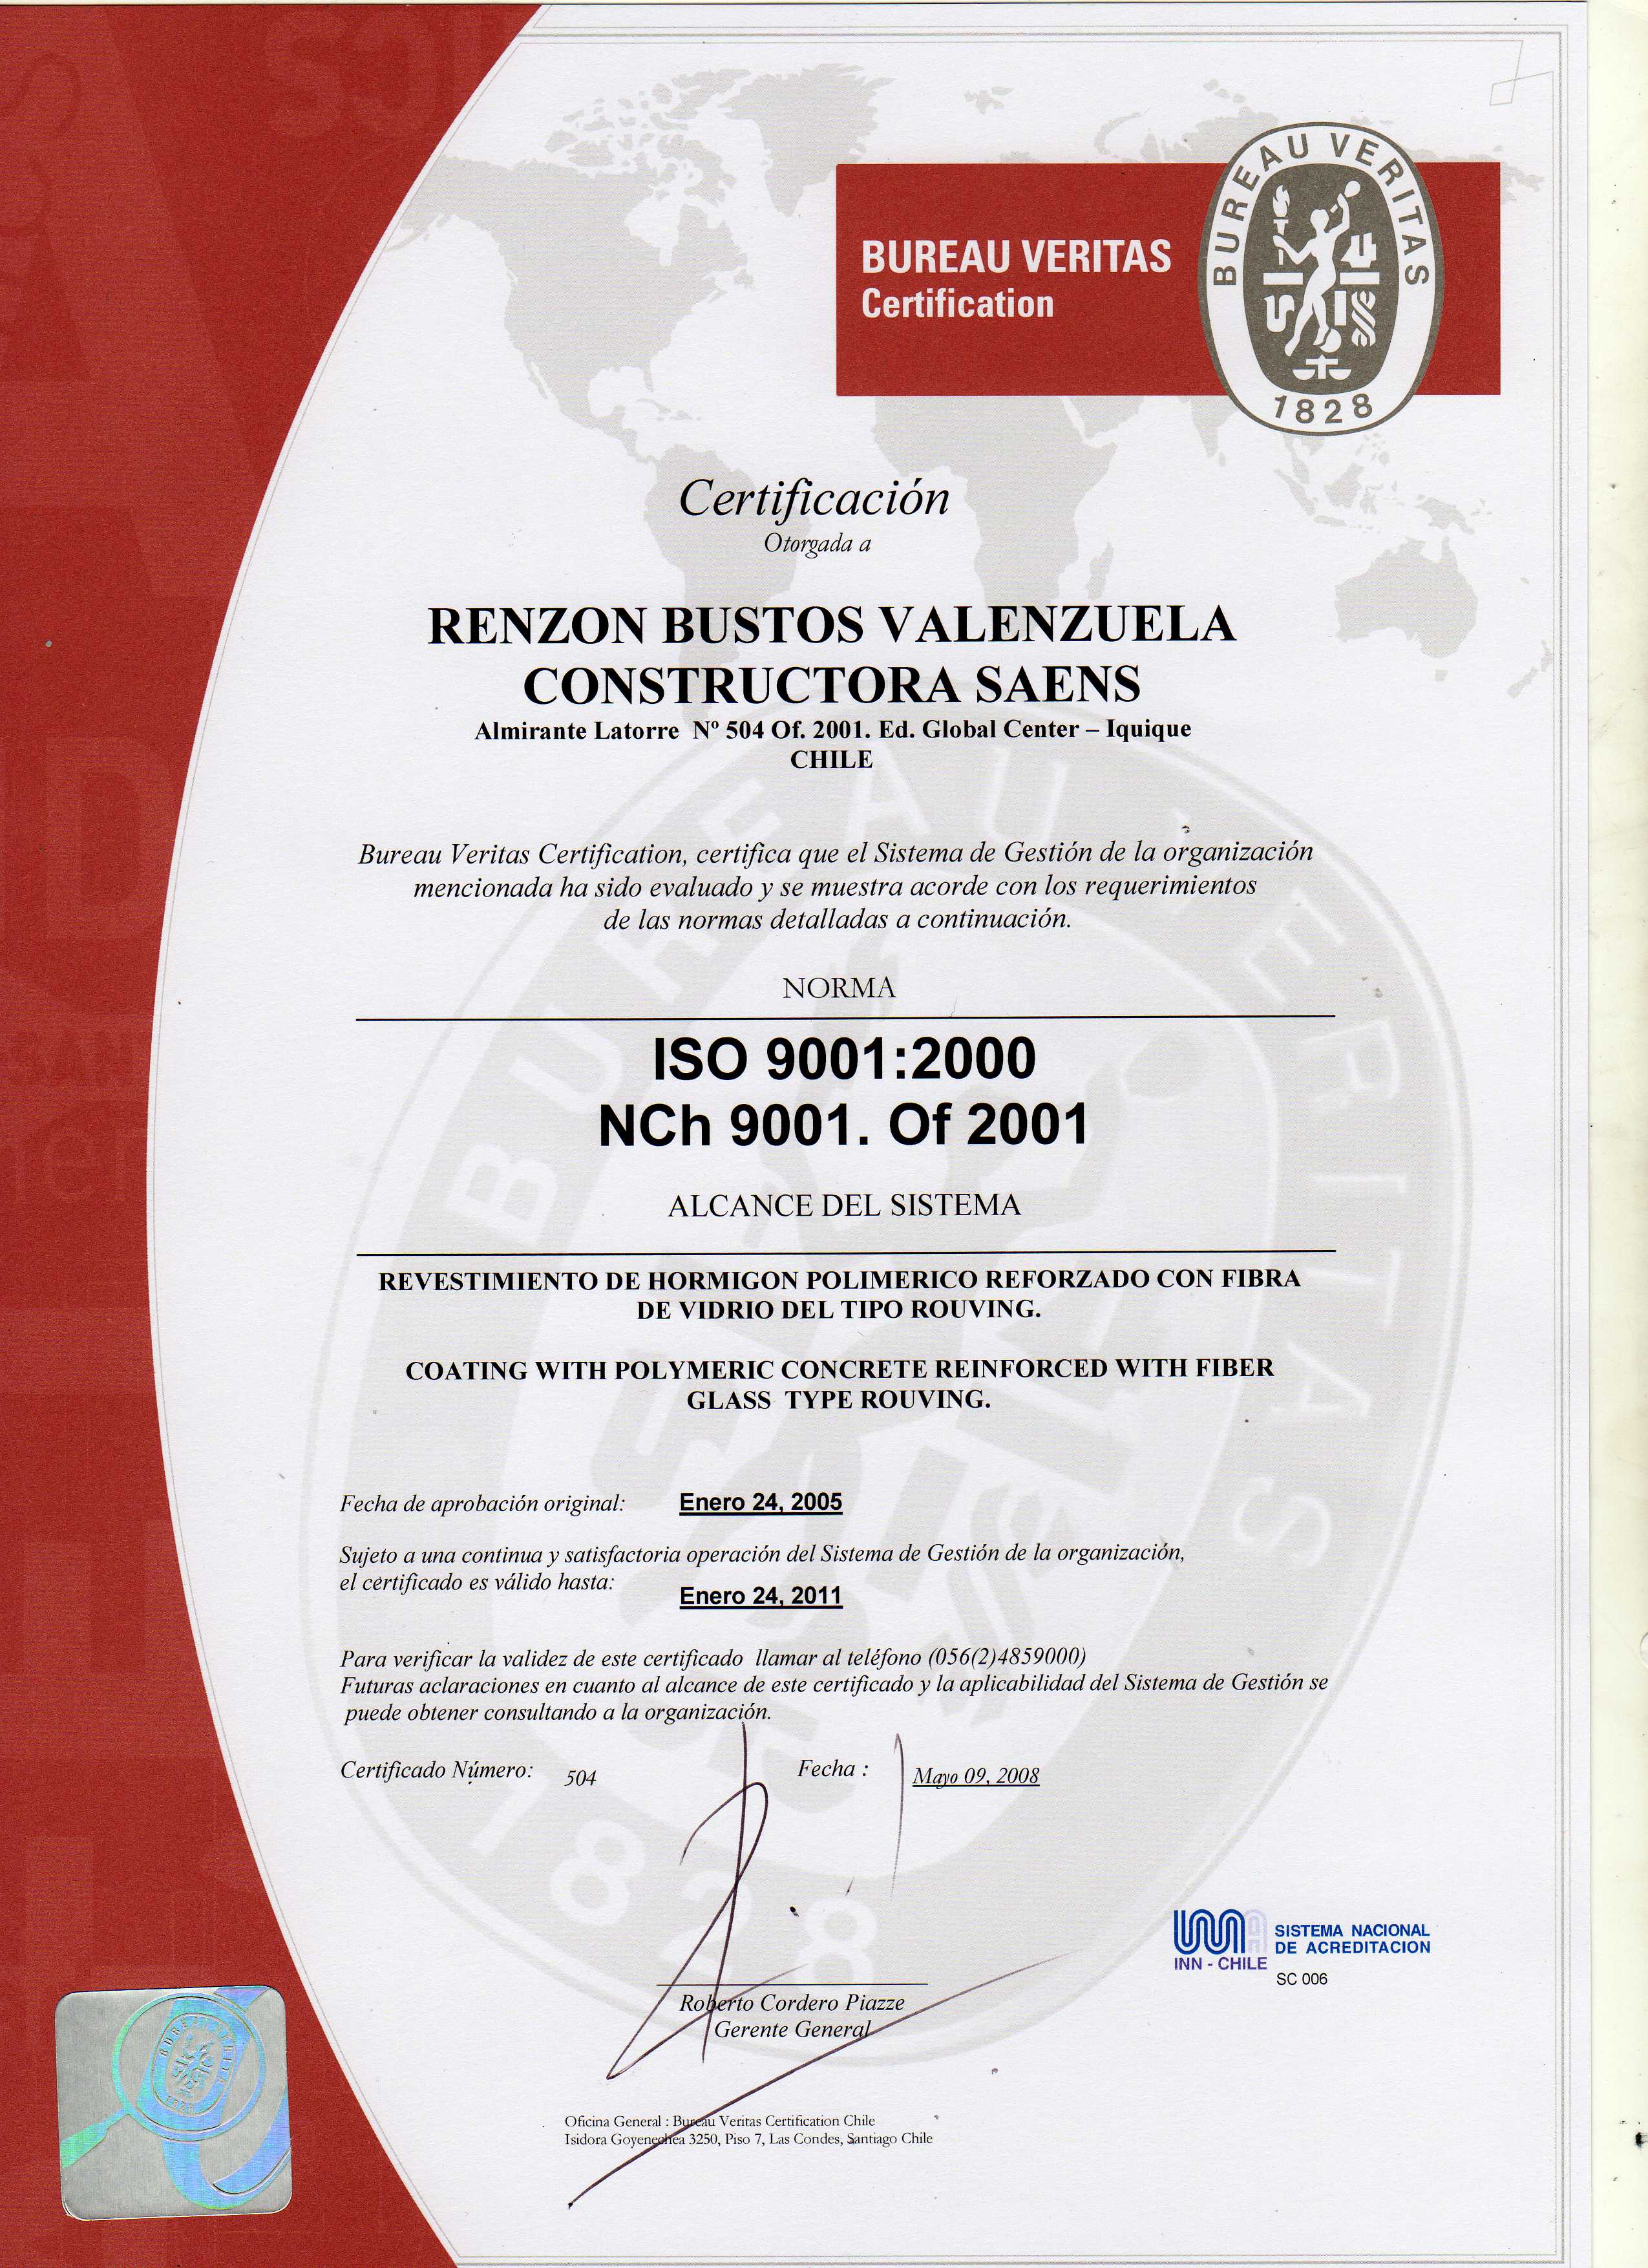 BUREAU VERITAS
Certification
BUREAU VERITAS
1828
Certificación
Otorgada a
RENZON BUSTOS VALENZUELA
CONSTRUCTORA SAENS
Almirante Latorre Nº 504 Of. 2001. Ed. Global Center – Iquique
CHILE
Bureau Veritas Certification, certifica que el Sistema de Gestión de la organización
mencionada ha sido evaluado y se muestra acorde con los requerimientos
de las normas detalladas a continuación.
NORMA
ISO 9001:2000
NCh 9001. Of 2001
ALCANCE DEL SISTEMA
REVESTIMIENTO DE HORMIGON POLIMERICO REFORZADO CON FIBRA
DE VIDRIO DEL TIPO ROUVING.
COATING WITH POLYMERIC CONCRETE REINFORCED WITH FIBER
GLASS TYPE ROUVING.
Fecha de aprobación original: Enero 24, 2005
Sujeto a una continua y satisfactoria operación del Sistema de Gestión de la organización,
el certificado es válido hasta: Enero 24, 2011
Para verificar la validez de este certificado llamar al teléfono (056(2)4859000)
Futuras aclaraciones en cuanto al alcance de este certificado y la aplicabilidad del Sistema de Gestión se
puede obtener consultando a la organización.
Certificado Número: 504 Fecha : Mayo 09, 2008
Roberto Cordero Piazze
Gerente General
INN - CHILE
SISTEMA NACIONAL
DE ACREDITACION
SC 006
Oficina General : Bureau Veritas Certification Chile
Isidora Goyenechea 3250, Piso 7, Las Condes, Santiago Chile